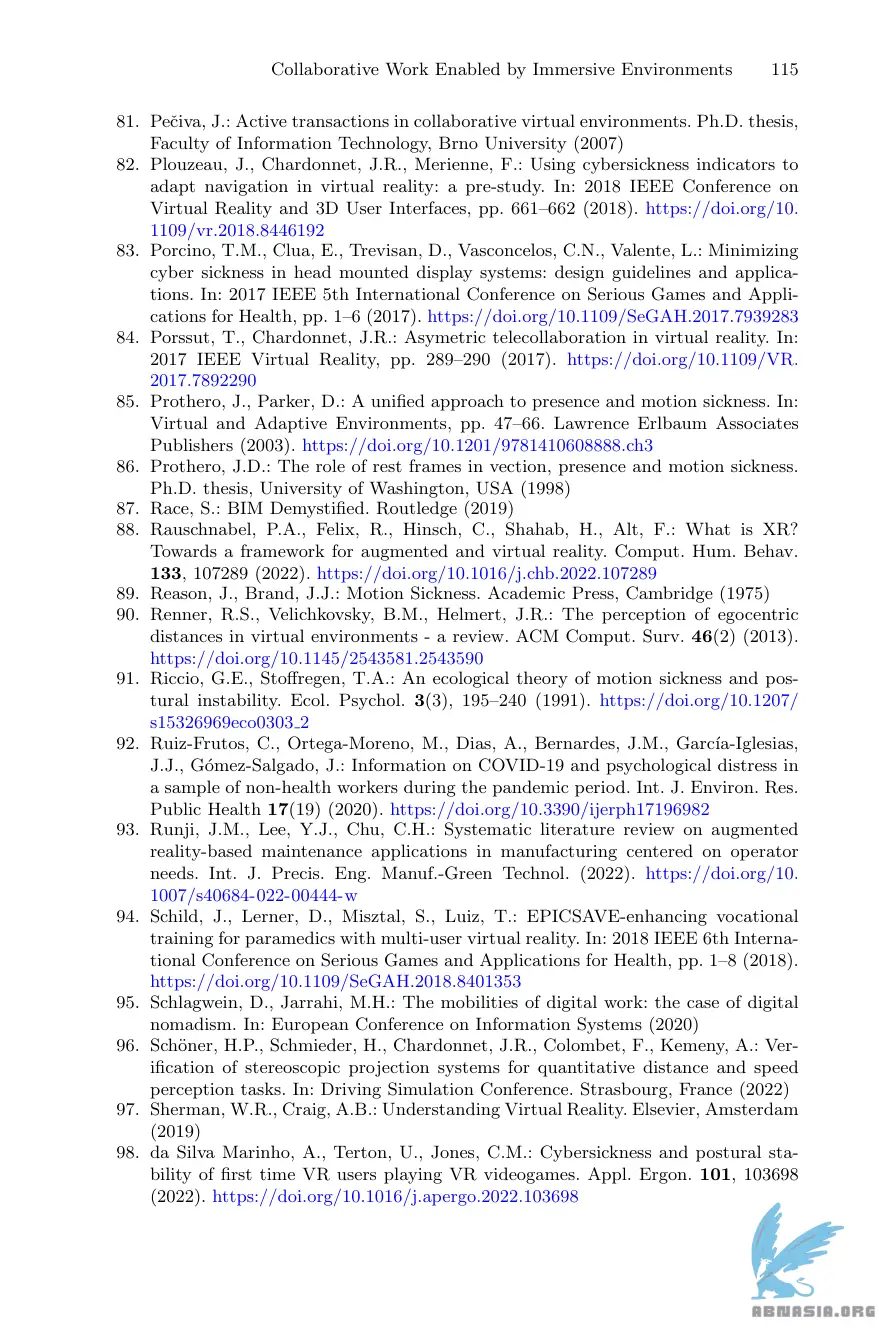 Collaborative Work Enabled by Immersive Environments 115
81. Pečiva, J.: Active transactions in collaborative virtual environments. Ph.D. thesis,
Faculty of Information Technology, Brno University (2007)
82. Plouzeau, J., Chardonnet, J.R., Merienne, F.: Using cybersickness indicators to
adapt navigation in virtual reality: a pre-study. In: 2018 IEEE Conference on
Virtual Reality and 3D User Interfaces, pp. 661–662 (2018). https://doi.org/10.
1109/vr.2018.8446192
83. Porcino, T.M., Clua, E., Trevisan, D., Vasconcelos, C.N., Valente, L.: Minimizing
cyber sickness in head mounted display systems: design guidelines and applica-
tions. In: 2017 IEEE 5th International Conference on Serious Games and Appli-
cations for Health, pp. 1–6 (2017). https://doi.org/10.1109/SeGAH.2017.7939283
84. Porssut, T., Chardonnet, J.R.: Asymetric telecollaboration in virtual reality. In:
2017 IEEE Virtual Reality, pp. 289–290 (2017). https://doi.org/10.1109/VR.
2017.7892290
85. Prothero, J., Parker, D.: A unified approach to presence and motion sickness. In:
Virtual and Adaptive Environments, pp. 47–66. Lawrence Erlbaum Associates
Publishers (2003). https://doi.org/10.1201/9781410608888.ch3
86. Prothero, J.D.: The role of rest frames in vection, presence and motion sickness.
Ph.D. thesis, University of Washington, USA (1998)
87. Race, S.: BIM Demystified. Routledge (2019)
88. Rauschnabel, P.A., Felix, R., Hinsch, C., Shahab, H., Alt, F.: What is XR?
Towards a framework for augmented and virtual reality. Comput. Hum. Behav.
133, 107289 (2022). https://doi.org/10.1016/j.chb.2022.107289
89. Reason, J., Brand, J.J.: Motion Sickness. Academic Press, Cambridge (1975)
90. Renner, R.S., Velichkovsky, B.M., Helmert, J.R.: The perception of egocentric
distances in virtual environments - a review. ACM Comput. Surv. 46(2) (2013).
https://doi.org/10.1145/2543581.2543590
91. Riccio, G.E., Stoffregen, T.A.: An ecological theory of motion sickness and pos-
tural instability. Ecol. Psychol. 3(3), 195–240 (1991). https://doi.org/10.1207/
s15326969eco0303_2
92. Ruiz-Frutos, C., Ortega-Moreno, M., Dias, A., Bernardes, J.M., García-Iglesias,
J.J., Gómez-Salgado, J.: Information on COVID-19 and psychological distress in
a sample of non-health workers during the pandemic period. Int. J. Environ. Res.
Public Health 17(19) (2020). https://doi.org/10.3390/ijerph17196982
93. Runji, J.M., Lee, Y.J., Chu, C.H.: Systematic literature review on augmented
reality-based maintenance applications in manufacturing centered on operator
needs. Int. J. Precis. Eng. Manuf.-Green Technol. (2022). https://doi.org/10.
1007/s40684-022-00444-w
94. Schild, J., Lerner, D., Misztal, S., Luiz, T.: EPICSAVE-enhancing vocational
training for paramedics with multi-user virtual reality. In: 2018 IEEE 6th Interna-
tional Conference on Serious Games and Applications for Health, pp. 1–8 (2018).
https://doi.org/10.1109/SeGAH.2018.8401353
95. Schlagwein, D., Jarrahi, M.H.: The mobilities of digital work: the case of digital
nomadism. In: European Conference on Information Systems (2020)
96. Schöner, H.P., Schmieder, H., Chardonnet, J.R., Colombet, F., Kemeny, A.: Ver-
ification of stereoscopic projection systems for quantitative distance and speed
perception tasks. In: Driving Simulation Conference. Strasbourg, France (2022)
97. Sherman, W.R., Craig, A.B.: Understanding Virtual Reality. Elsevier, Amsterdam
(2019)
98. da Silva Marinho, A., Terton, U., Jones, C.M.: Cybersickness and postural sta-
bility of first time VR users playing VR videogames. Appl. Ergon. 101, 103698
(2022). https://doi.org/10.1016/j.apergo.2022.103698
ABNASIA.ORG